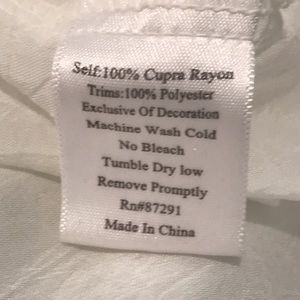 Self:100% Cupra Rayon
Trims:100% Polyester
Exclusive Of Decoration
Machine Wash Cold
No Bleach
Tumble Dry low
Remove Promptly
Rn#87291
Made In China